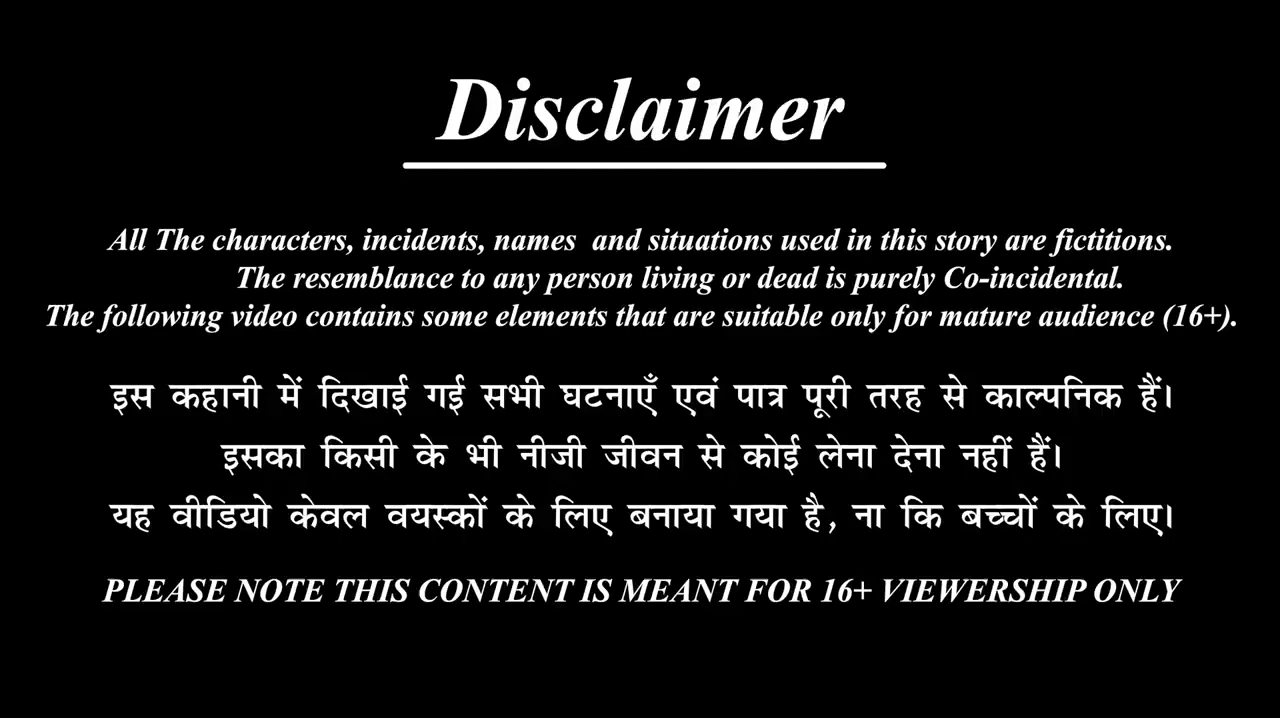 Disclaimer
All The characters, incidents, names and situations used in this story are fictitions.
The resemblance to any person living or dead is purely Co-incidental.
The following video contains some elements that are suitable only for mature audience (16+).
इस कहानी में दिखाई गई सभी घटनाएँ एवं पात्र पूरी तरह से काल्पनिक हैं।
इसका किसी के भी नीजी जीवन से कोई लेना देना नहीं हैं।
यह वीडियो केवल वयस्कों के लिए बनाया गया है, ना कि बच्चों के लिए।
PLEASE NOTE THIS CONTENT IS MEANT FOR 16+ VIEWERSHIP ONLY